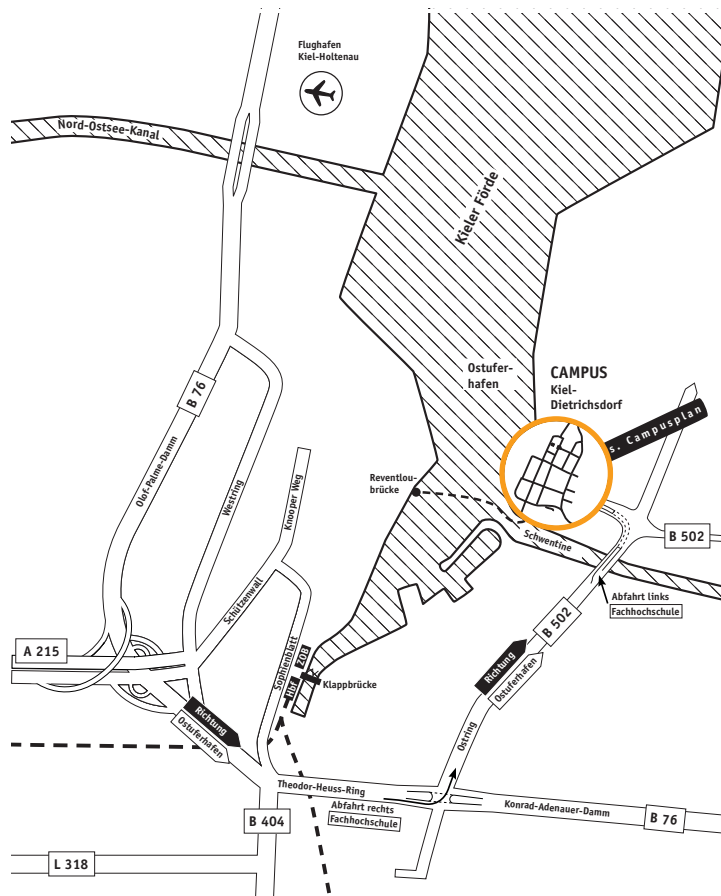 Flughafen
Kiel-Holtenau
Nord-Ostsee-Kanal
Kieler Förde
Ostufer-
hafen
CAMPUS
Kiel-
Dietrichsdorf
s. Campusplan
B 76
Olof-Palme-Damm
Westring
Knooper Weg
Reventlou-
brücke
Schwentine
B 502
Schützenwall
Abfahrt links
Fachhochschule
B 502
A 215
Sophienblatt
ZOB
Hbf
Klappbrücke
Richtung
Ostuferhafen
Richtung
Ostuferhafen
Ostring
Theodor-Heuss-Ring
Abfahrt rechts
Fachhochschule
Konrad-Adenauer-Damm
B 76
B 404
L 318